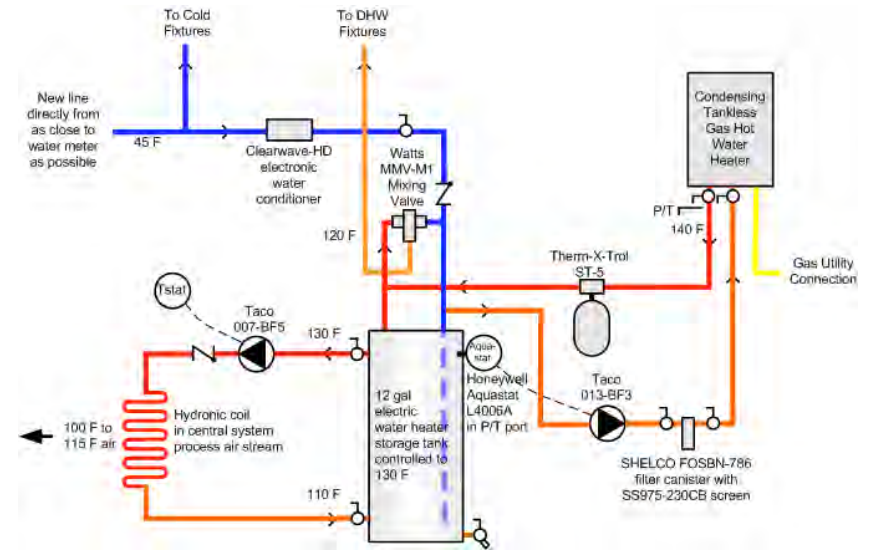 To Cold
Fixtures
To DHW
Fixtures
New line
directly from
as close to
water meter
as possible
45 F
Clearwave-HD
electronic
water
conditioner
Watts
MMV-M1
Mixing
Valve
120 F
Condensing
Tankless
Gas Hot
Water
Heater
P/T
140 F
Gas Utility
Connection
Therm-X-Trol
ST-5
Tstat
Taco
007-BF5
130 F
Aqua-
stat
Honeywell
Aquastat
L4006A
in P/T port
Taco
013-BF3
12 gal
electric
water heater
storage tank
controlled to
130 F
Hydronic coil
in central system
process air stream
100 F to
115 F air
110 F
SHELCO FOSBN-786
filter canister with
SS975-230CB screen